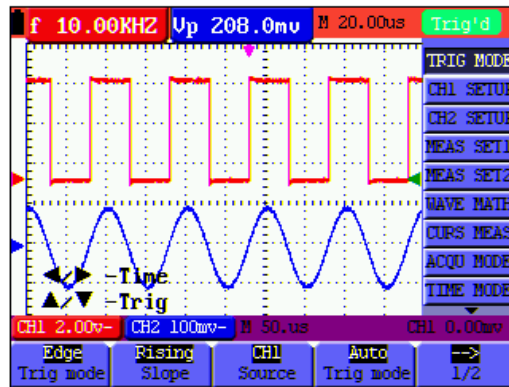 f 10.00KHZ Vp 208.0mv M 20.00us Trig'd
TRIG MODE
CH1 SETUP
CH2 SETUP
MEAS SET1
MEAS SET2
WAVE MATH
CURS MEAS
ACQU MODE
TIME MODE
◀/▶ -Time
▲/▼ -Trig
CH1 2.00v- CH2 100mv- M 50.us CH1 0.00mv
Edge Rising CH1 Auto -->
Trig mode Slope Source Trig mode 1/2